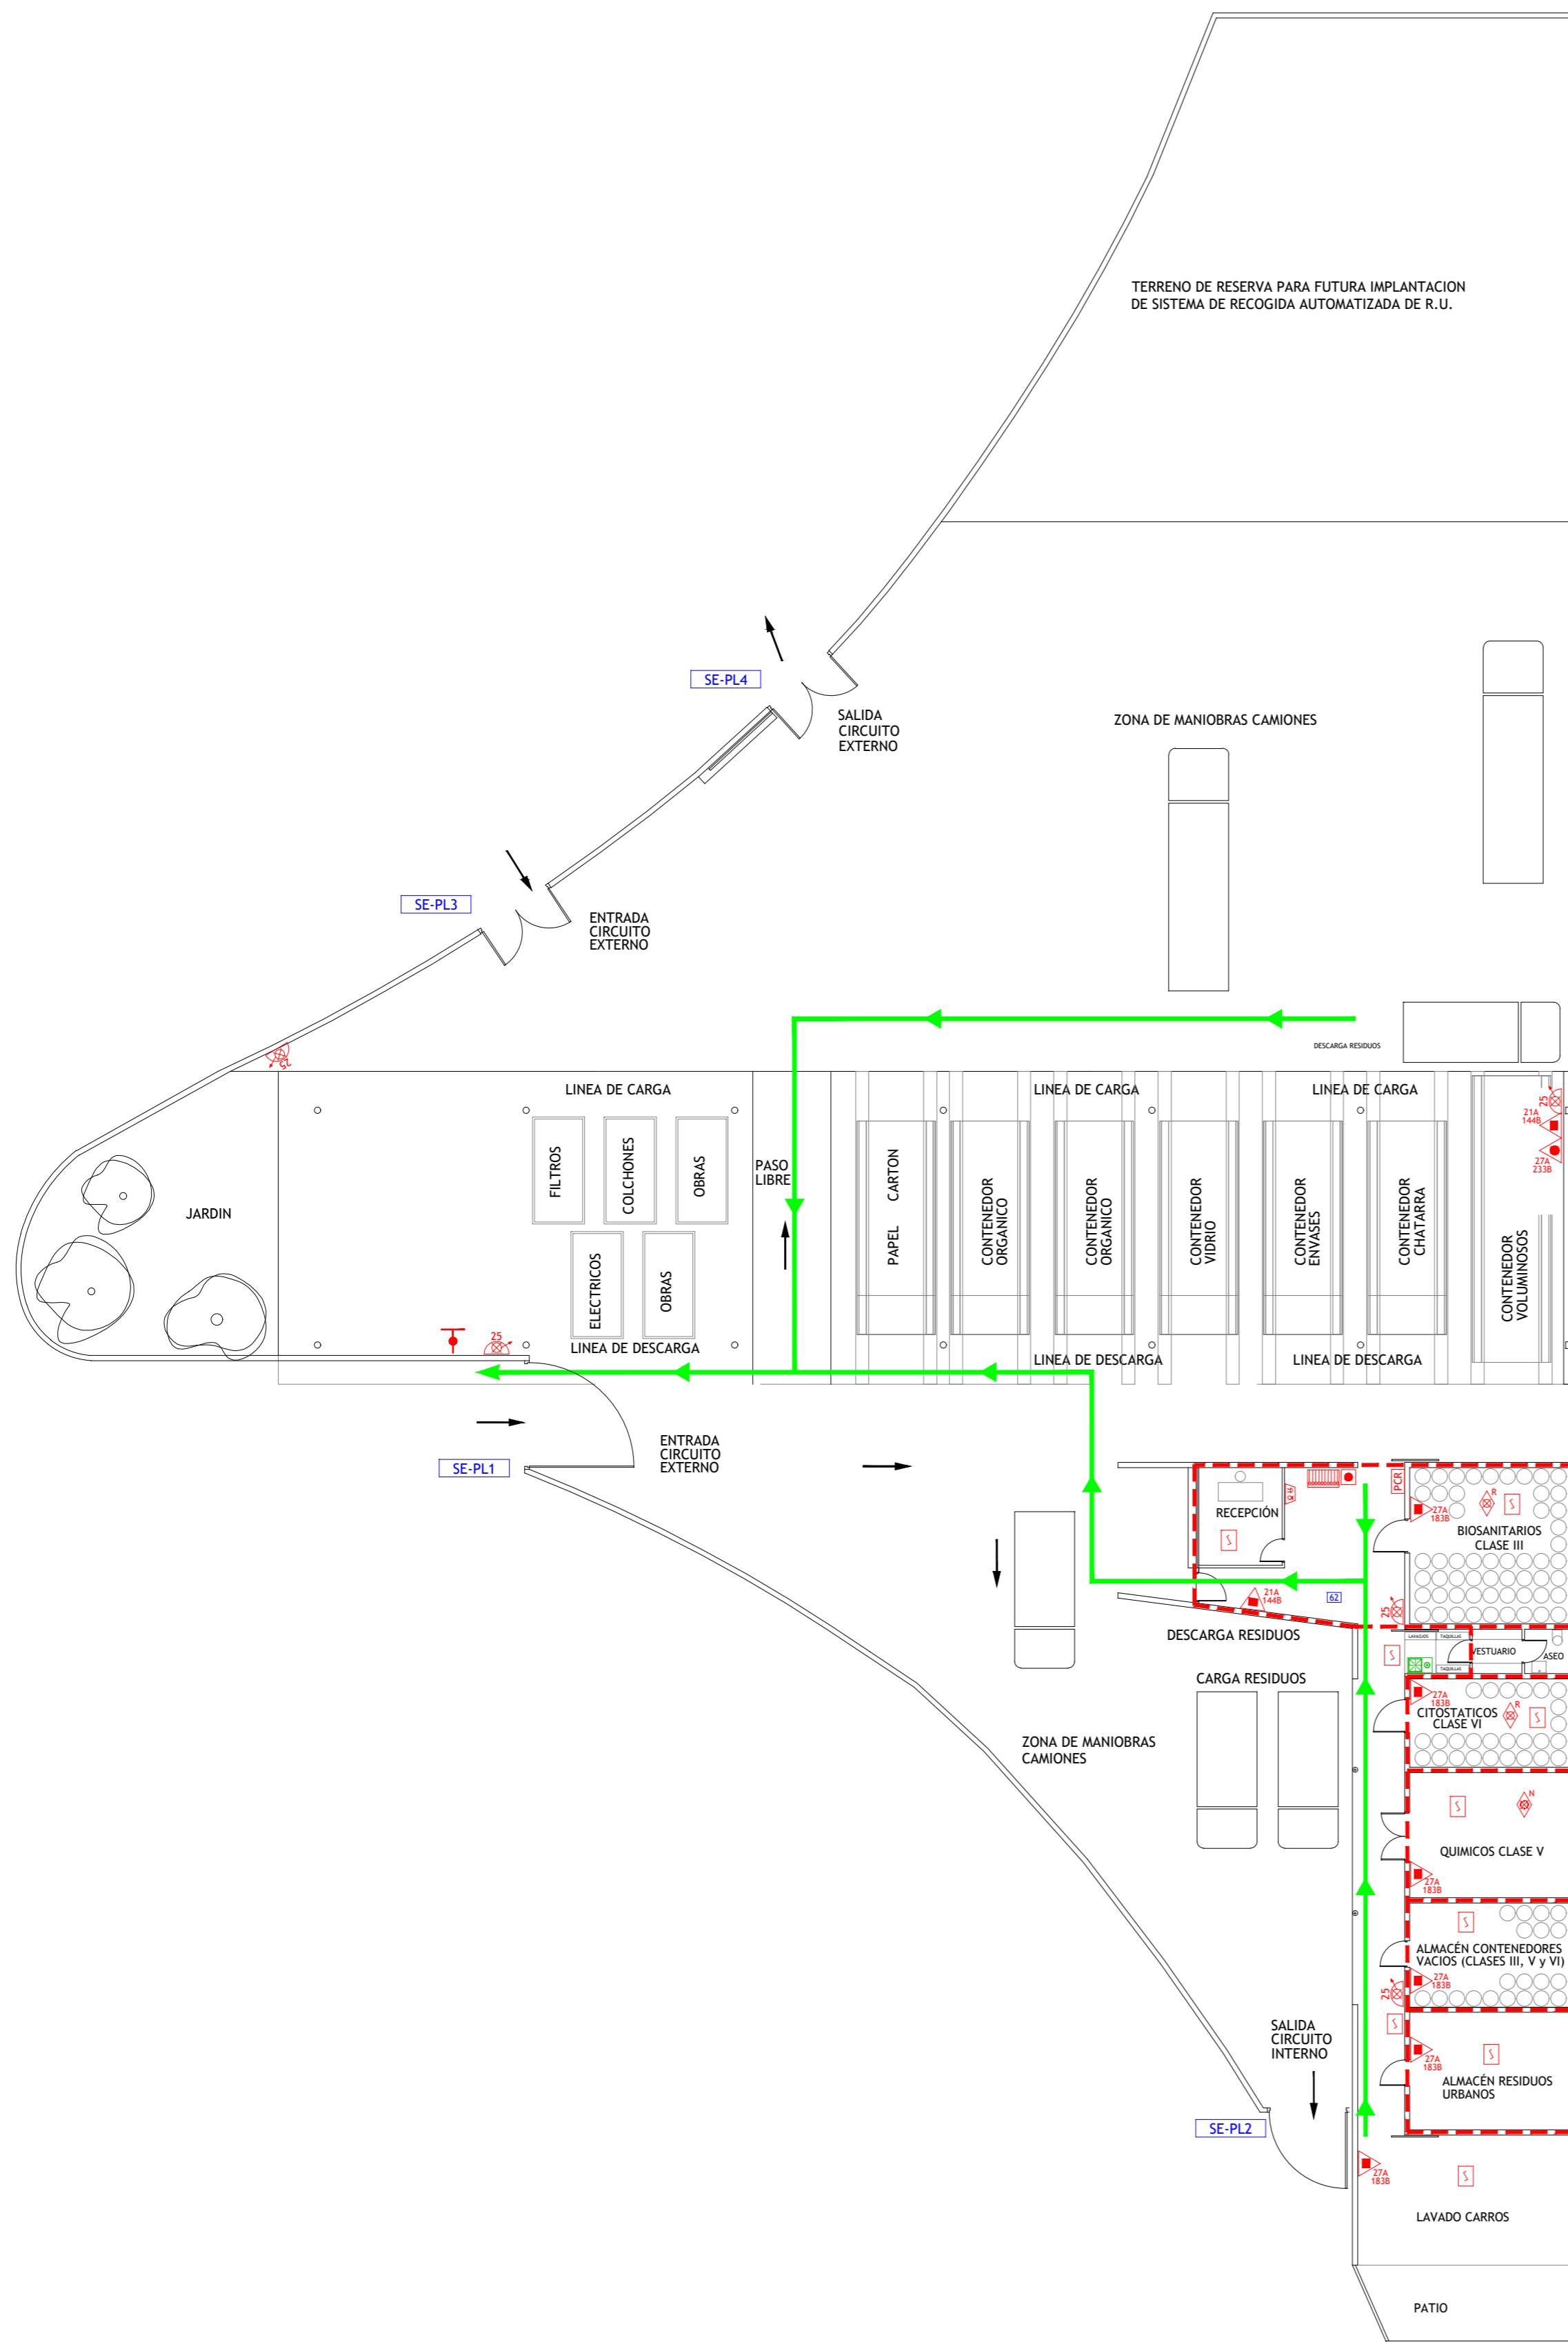 TERRENO DE RESERVA PARA FUTURA IMPLANTACION
DE SISTEMA DE RECOGIDA AUTOMATIZADA DE R.U.
SE-PL4
SALIDA
CIRCUITO
EXTERNO
ZONA DE MANIOBRAS CAMIONES
SE-PL3
ENTRADA
CIRCUITO
EXTERNO
DESCARGA RESIDUOS
25
LINEA DE CARGA
LINEA DE CARGA
LINEA DE CARGA
25
21A
144B
27A
233B
FILTROS
COLCHONES
OBRAS
PASO
LIBRE
PAPEL CARTON
CONTENEDOR
ORGANICO
CONTENEDOR
ORGANICO
CONTENEDOR
VIDRIO
CONTENEDOR
ENVASES
CONTENEDOR
CHATARRA
CONTENEDOR
VOLUMINOSOS
JARDIN
ELECTRICOS
OBRAS
25
LINEA DE DESCARGA
LINEA DE DESCARGA
LINEA DE DESCARGA
ENTRADA
CIRCUITO
EXTERNO
SE-PL1
PCR
RECEPCIÓN
R
27A
183B
BIOSANITARIOS
CLASE III
21A
144B
62
25
DESCARGA RESIDUOS
LAVAOJOS
TAQUILLAS
VESTUARIO
ASEO
TAQUILLAS
CARGA RESIDUOS
27A
183B
R
CITOSTATICOS
CLASE VI
ZONA DE MANIOBRAS
CAMIONES
N
QUIMICOS CLASE V
27A
183B
ALMACÉN CONTENEDORES
VACIOS (CLASES III, V y VI)
27A
183B
25
SALIDA
CIRCUITO
INTERNO
27A
183B
ALMACÉN RESIDUOS
URBANOS
SE-PL2
27A
183B
LAVADO CARROS
PATIO